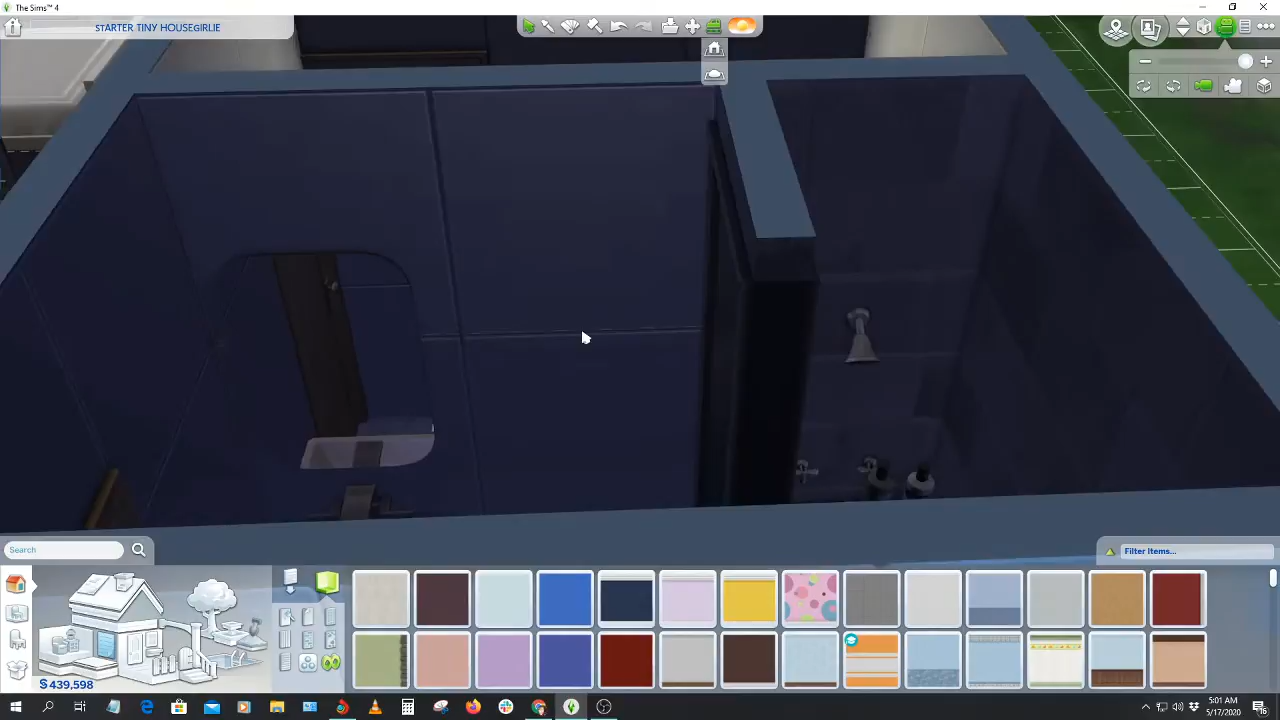 The Sims™ 4
STARTER TINY HOUSEGIRLIE
Search
Filter Items...
§439,598
5:01 AM
5/17/2020